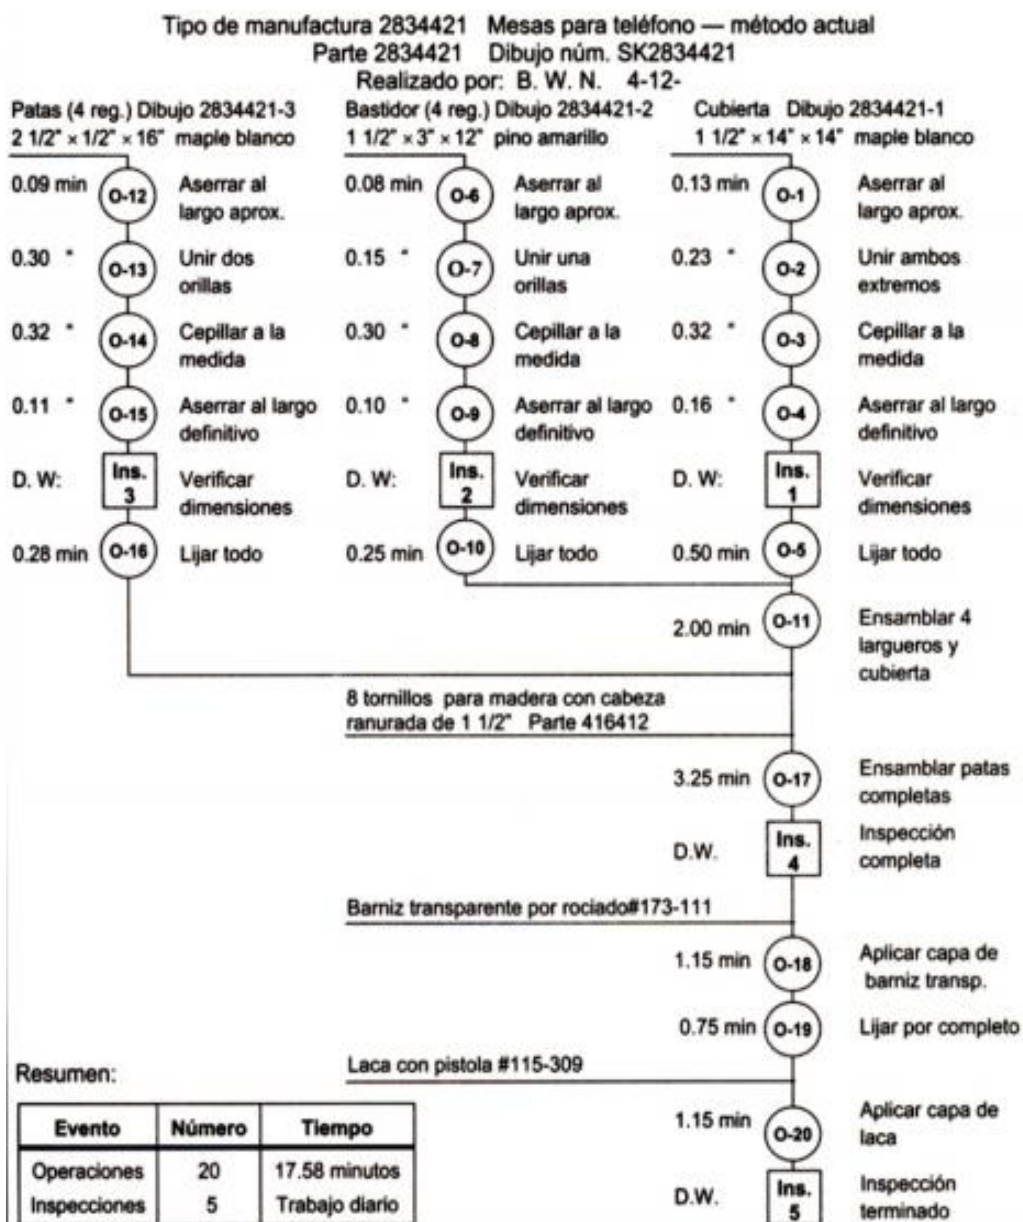 Tipo de manufactura 2834421 Mesas para teléfono — método actual
Parte 2834421 Dibujo núm. SK2834421
Realizado por: B. W. N. 4-12-
Patas (4 reg.) Dibujo 2834421-3
2 1/2" × 1/2" × 16" maple blanco
0.09 min O-12 Aserrar al
largo aprox.
0.30 " O-13 Unir dos
orillas
0.32 " O-14 Cepillar a la
medida
0.11 " O-15 Aserrar al largo
definitivo
D. W: Ins. 3 Verificar
dimensiones
0.28 min O-16 Lijar todo
Bastidor (4 reg.) Dibujo 2834421-2
1 1/2" × 3" × 12" pino amarillo
0.08 min O-6 Aserrar al
largo aprox.
0.15 " O-7 Unir una
orillas
0.30 " O-8 Cepillar a la
medida
0.10 " O-9 Aserrar al largo
definitivo
D. W: Ins. 2 Verificar
dimensiones
0.25 min O-10 Lijar todo
Cubierta Dibujo 2834421-1
1 1/2" × 14" × 14" maple blanco
0.13 min O-1 Aserrar al
largo aprox.
0.23 " O-2 Unir ambos
extremos
0.32 " O-3 Cepillar a la
medida
0.16 " O-4 Aserrar al largo
definitivo
D. W: Ins. 1 Verificar
dimensiones
0.50 min O-5 Lijar todo
2.00 min O-11 Ensamblar 4
largueros y
cubierta
8 tornillos para madera con cabeza
ranurada de 1 1/2" Parte 416412
3.25 min O-17 Ensamblar patas
completas
D.W. Ins. 4 Inspección
completa
Barniz transparente por rociado#173-111
1.15 min O-18 Aplicar capa de
barniz transp.
0.75 min O-19 Lijar por completo
Laca con pistola #115-309
1.15 min O-20 Aplicar capa de
laca
D.W. Ins. 5 Inspección
terminado
Resumen:
Evento Número Tiempo
Operaciones 20 17.58 minutos
Inspecciones 5 Trabajo diario